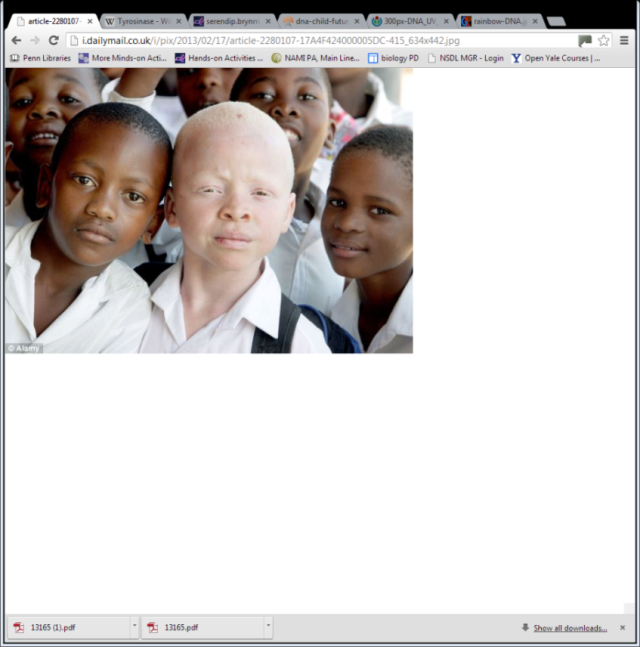 article-2280107-
Tyrosinase - Wi
serendip.brynm
dna-child-futur
300px-DNA_UV
rainbow-DNA.jp
i.dailymail.co.uk/i/pix/2013/02/17/article-2280107-17A4F424000005DC-415_634x442.jpg
Penn Libraries
More Minds-on Acti...
Hands-on Activities ...
NAMI PA, Main Line...
biology PD
NSDL MGR - Login
Open Yale Courses | ...
© Alamy
13165 (1).pdf
13165.pdf
Show all downloads...